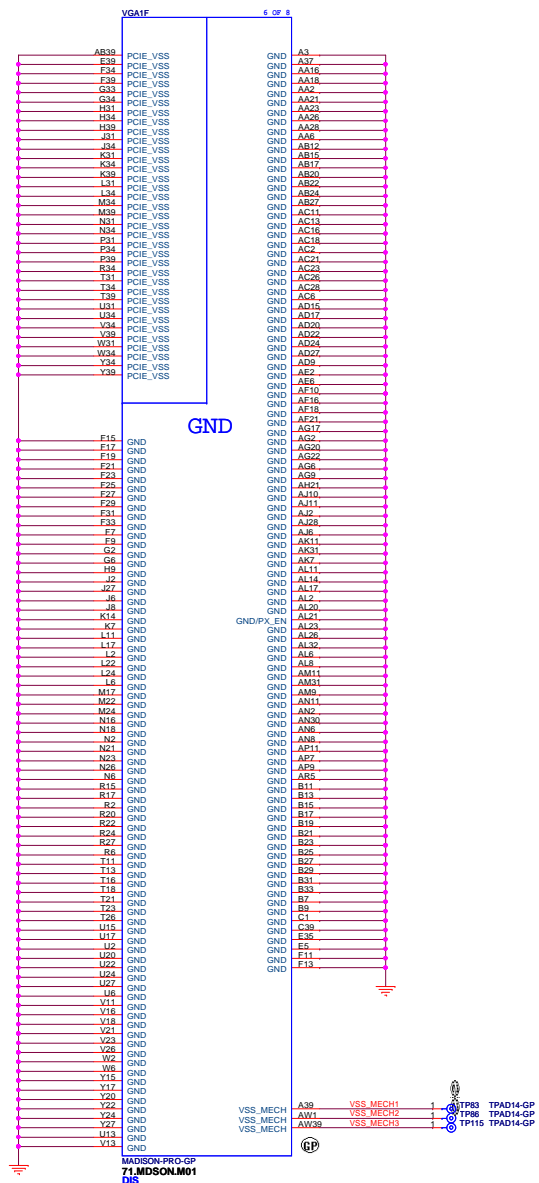 VGA1F
6 OF 8
AB39 PCIE_VSS
E39 PCIE_VSS
F34 PCIE_VSS
F39 PCIE_VSS
G33 PCIE_VSS
G34 PCIE_VSS
H31 PCIE_VSS
H34 PCIE_VSS
H39 PCIE_VSS
J31 PCIE_VSS
J34 PCIE_VSS
K31 PCIE_VSS
K34 PCIE_VSS
K39 PCIE_VSS
L31 PCIE_VSS
L34 PCIE_VSS
M34 PCIE_VSS
M39 PCIE_VSS
N31 PCIE_VSS
N34 PCIE_VSS
P31 PCIE_VSS
P34 PCIE_VSS
P39 PCIE_VSS
R34 PCIE_VSS
T31 PCIE_VSS
T34 PCIE_VSS
T39 PCIE_VSS
U31 PCIE_VSS
U34 PCIE_VSS
V34 PCIE_VSS
V39 PCIE_VSS
W31 PCIE_VSS
W34 PCIE_VSS
Y34 PCIE_VSS
Y39 PCIE_VSS
GND
F15 GND
F17 GND
F19 GND
F21 GND
F23 GND
F25 GND
F27 GND
F29 GND
F31 GND
F33 GND
F7 GND
F9 GND
G2 GND
G6 GND
H9 GND
J2 GND
J27 GND
J6 GND
J8 GND
K14 GND
K7 GND
L11 GND
L17 GND
L2 GND
L22 GND
L24 GND
L6 GND
M17 GND
M22 GND
M24 GND
N16 GND
N18 GND
N2 GND
N21 GND
N23 GND
N26 GND
N6 GND
R15 GND
R17 GND
R2 GND
R20 GND
R22 GND
R24 GND
R27 GND
R6 GND
T11 GND
T13 GND
T16 GND
T18 GND
T21 GND
T23 GND
T26 GND
U15 GND
U17 GND
U2 GND
U20 GND
U22 GND
U24 GND
U27 GND
U6 GND
V11 GND
V16 GND
V18 GND
V21 GND
V23 GND
V26 GND
W2 GND
W6 GND
Y15 GND
Y17 GND
Y20 GND
Y22 GND
Y24 GND
Y27 GND
U13 GND
V13 GND
GND A3
GND A37
GND AA16
GND AA18
GND AA2
GND AA21
GND AA23
GND AA26
GND AA28
GND AA6
GND AB12
GND AB15
GND AB17
GND AB20
GND AB22
GND AB24
GND AB27
GND AC11
GND AC13
GND AC16
GND AC18
GND AC2
GND AC21
GND AC23
GND AC26
GND AC28
GND AC6
GND AD15
GND AD17
GND AD20
GND AD22
GND AD24
GND AD27
GND AD9
GND AE2
GND AE6
GND AF10
GND AF16
GND AF18
GND AF21
GND AG17
GND AG2
GND AG20
GND AG22
GND AG6
GND AG9
GND AH21
GND AJ10
GND AJ11
GND AJ2
GND AJ28
GND AJ6
GND AK11
GND AK31
GND AK7
GND AL11
GND AL14
GND AL17
GND AL2
GND AL20
GND/PX_EN AL21
GND AL23
GND AL26
GND AL32
GND AL6
GND AL8
GND AM11
GND AM31
GND AM9
GND AN11
GND AN2
GND AN30
GND AN6
GND AN8
GND AP11
GND AP7
GND AP9
GND AR5
GND B11
GND B13
GND B15
GND B17
GND B19
GND B21
GND B23
GND B25
GND B27
GND B29
GND B31
GND B33
GND B7
GND B9
GND C1
GND C39
GND E35
GND E5
GND F11
GND F13
VSS_MECH A39 VSS_MECH1 1 TP83 TPAD14-GP
VSS_MECH AW1 VSS_MECH2 1 TP86 TPAD14-GP
VSS_MECH AW39 VSS_MECH3 1 TP115 TPAD14-GP
GP
MADISON-PRO-GP
71.MDSON.M01
DIS